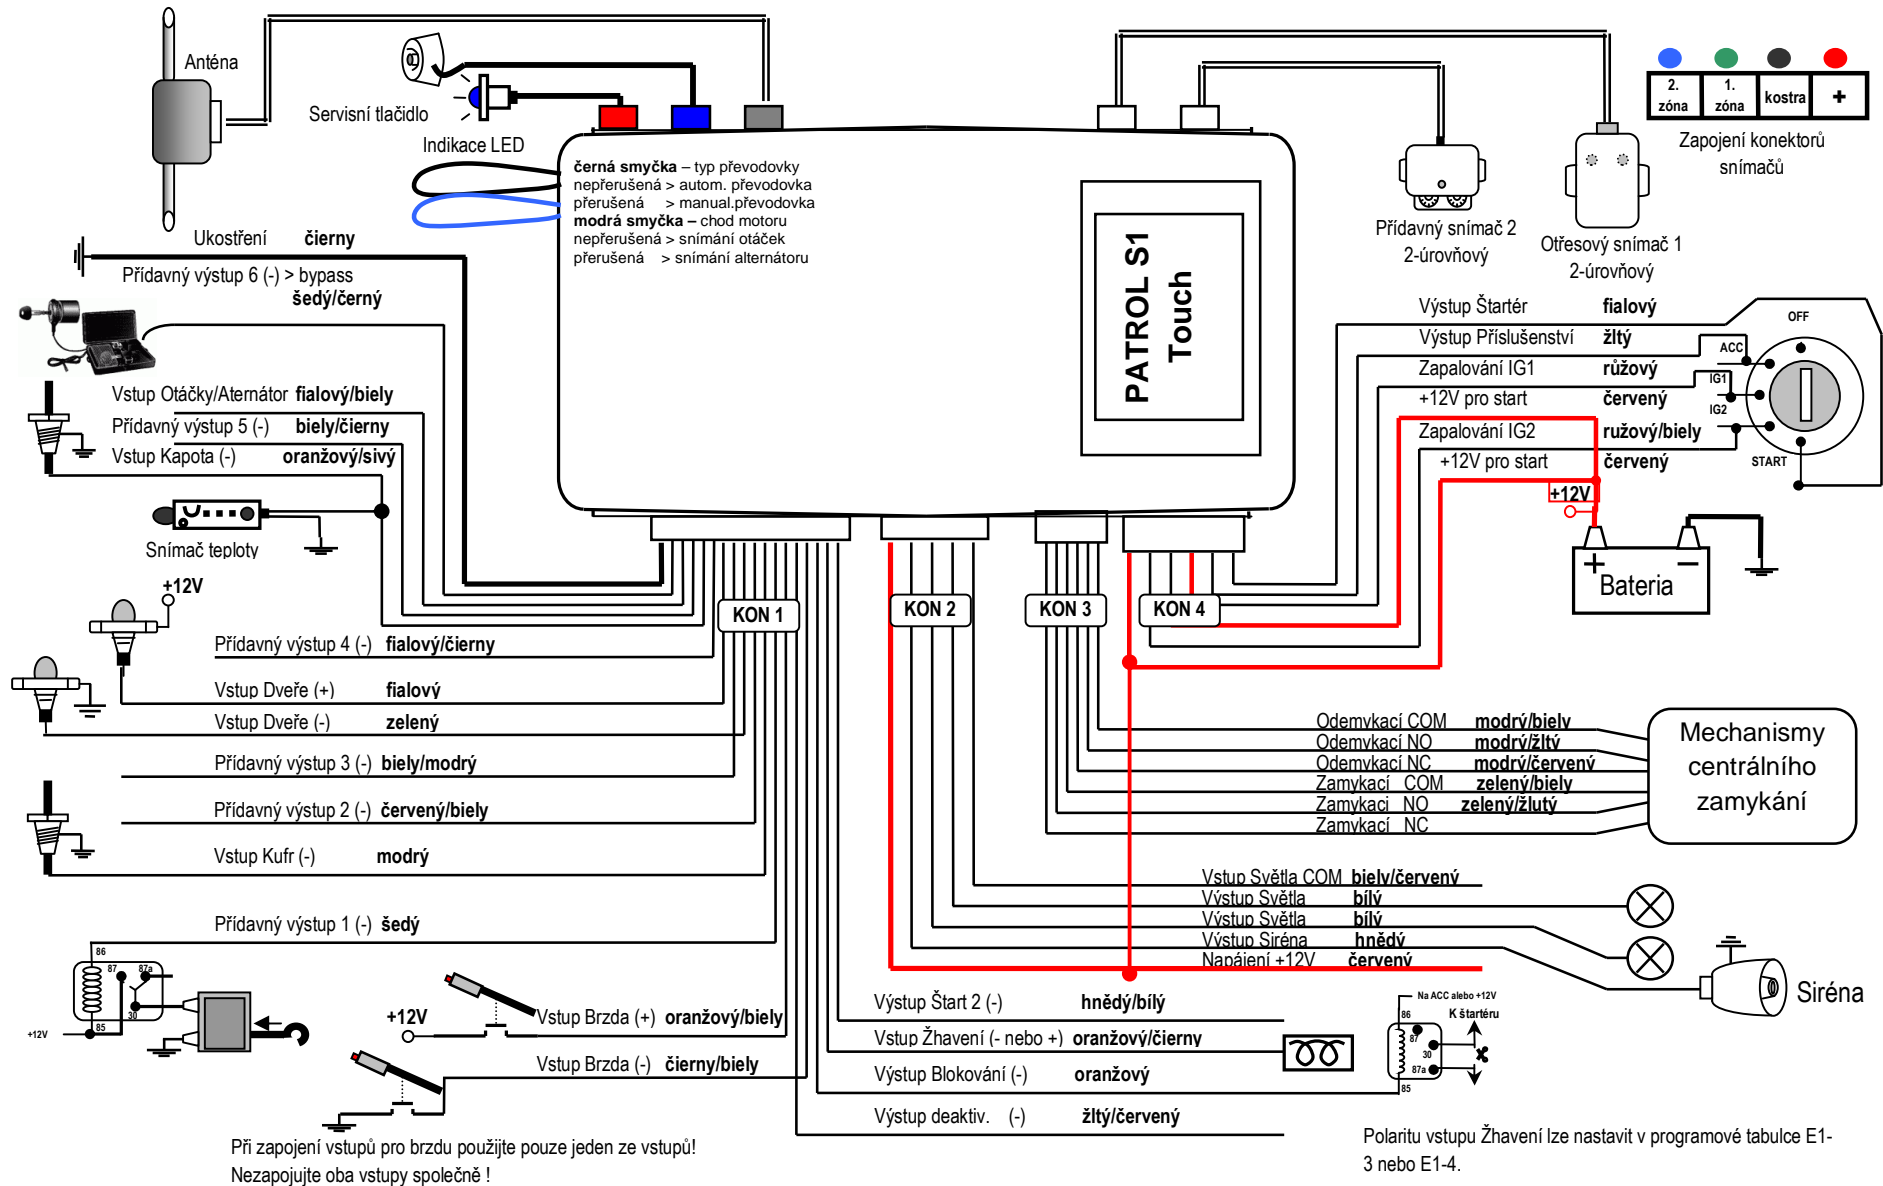 Anténa
Servisní tlačidlo
Indikace LED
černá smyčka – typ převodovky
nepřerušená > autom. převodovka
přerušená > manual.převodovka
modrá smyčka – chod motoru
nepřerušená > snímání otáček
přerušená > snímání alternátoru
PATROL S1
Touch
2. zóna
1. zóna
kostra
+
Zapojení konektorů
snímačů
Přídavný snímač 2
2-úrovňový
Otřesový snímač 1
2-úrovňový
Ukostření čierny
Přídavný výstup 6 (-) > bypass
šedý/černý
Vstup Otáčky/Aternátor fialový/biely
Přídavný výstup 5 (-) biely/čierny
Vstup Kapota (-) oranžový/sivý
Snímač teploty
+12V
Přídavný výstup 4 (-) fialový/čierny
Vstup Dveře (+) fialový
Vstup Dveře (-) zelený
Přídavný výstup 3 (-) biely/modrý
Přídavný výstup 2 (-) červený/biely
Vstup Kufr (-) modrý
Přídavný výstup 1 (-) šedý
86
87
87a
30
85
+12V
+12V
Vstup Brzda (+) oranžový/biely
Vstup Brzda (-) čierny/biely
Při zapojení vstupů pro brzdu použijte pouze jeden ze vstupů!
Nezapojujte oba vstupy společně !
KON 1
KON 2
KON 3
KON 4
Výstup Štartér fialový
Výstup Příslušenství žltý
Zapalování IG1 růžový
+12V pro start červený
Zapalování IG2 ružový/biely
+12V pro start červený
OFF
ACC
IG1
IG2
START
+12V
+
−
Bateria
Odemykací COM modrý/biely
Odemykací NO modrý/žltý
Odemykací NC modrý/červený
Zamykací COM zelený/biely
Zamykaci NO zelený/žlutý
Zamykací NC
Mechanismy
centrálního
zamykání
Vstup Světla COM biely/červený
Výstup Světla bílý
Výstup Světla bílý
Výstup Siréna hnědý
Napájení +12V červený
Siréna
Výstup Štart 2 (-) hnědý/bílý
Vstup Žhavení (- nebo +) oranžový/čierny
Výstup Blokování (-) oranžový
Výstup deaktiv. (-) žltý/červený
Na ACC alebo +12V
86
K štartéru
87
30
87a
85
Polaritu vstupu Žhavení lze nastavit v programové tabulce E1-
3 nebo E1-4.